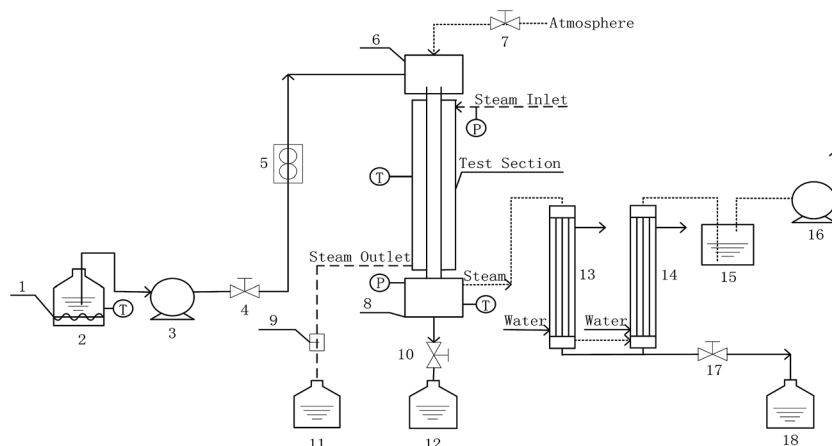 6
7
Atmosphere
Steam Inlet
P
5
T
Test Section
Steam Outlet
P
Steam
T
8
1
T
2
3
4
9
10
11
12
Water
13
Water
14
15
16
17
18